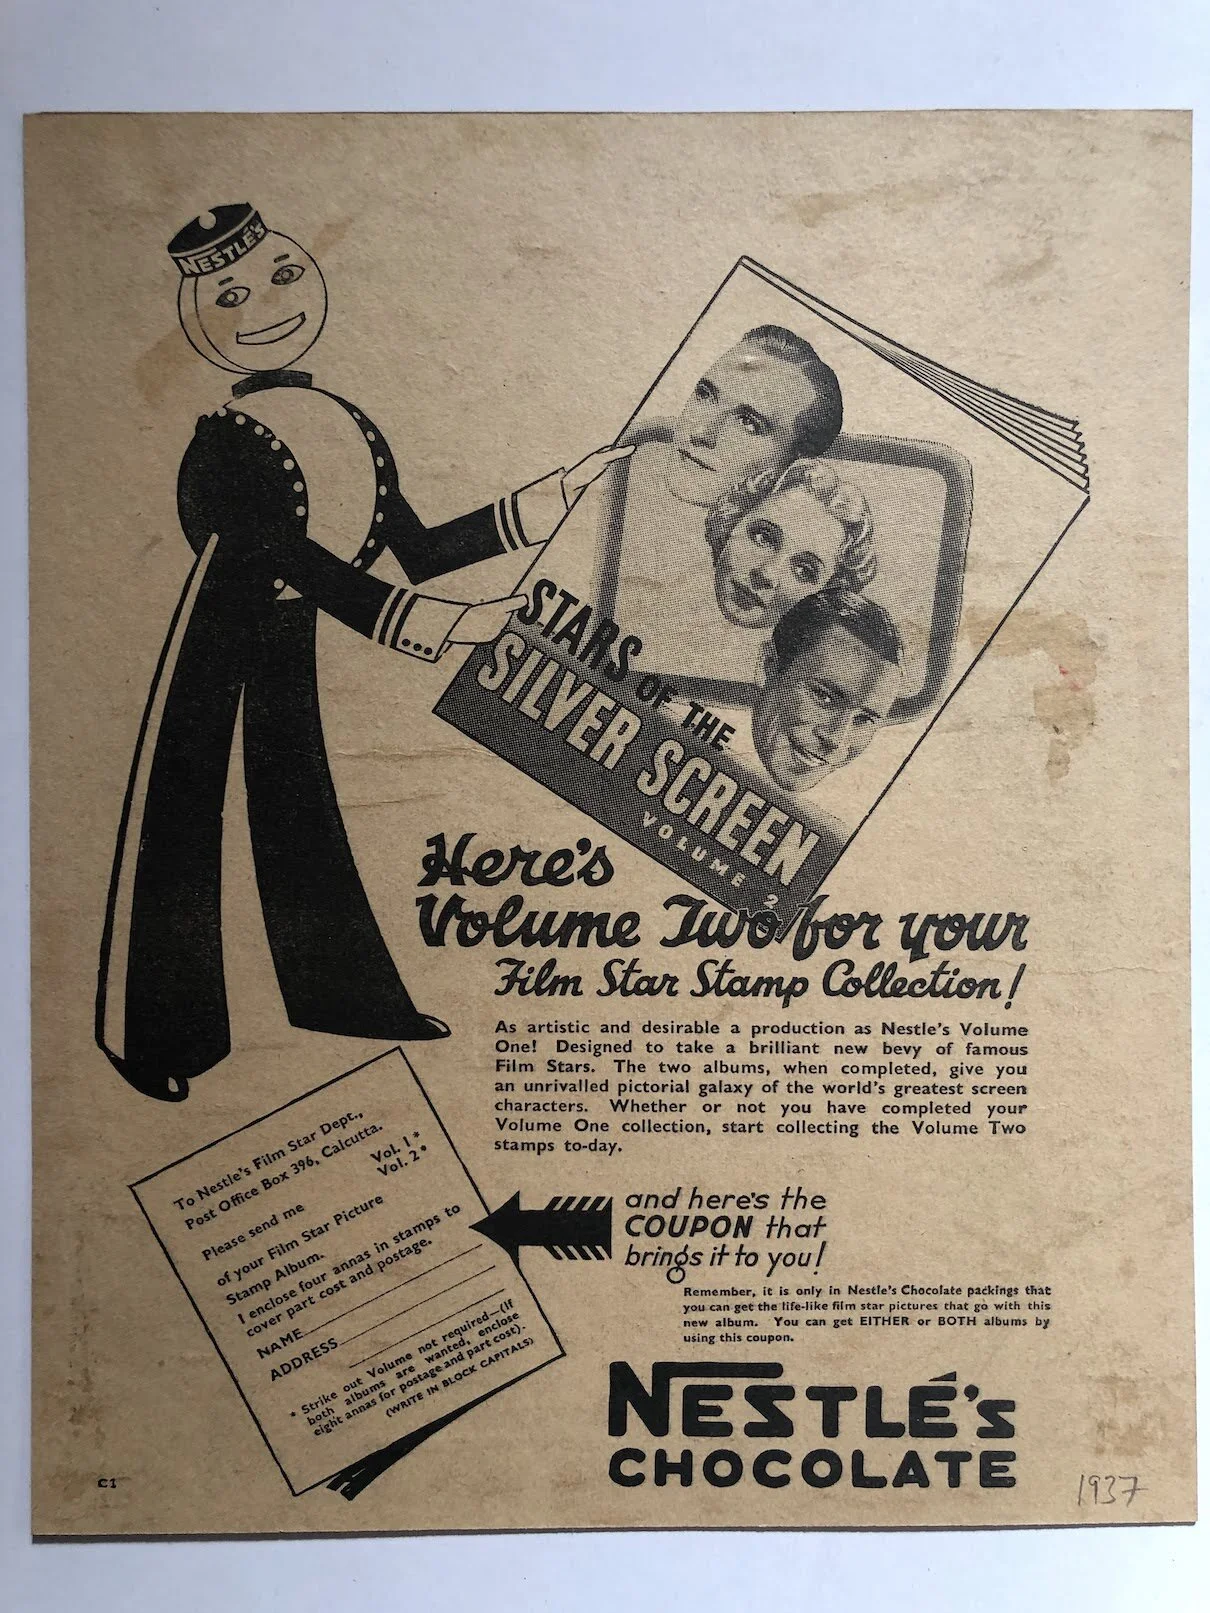 NESTLÉ'S
STARS
OF THE
SILVER SCREEN
VOLUME 2
Here's
Volume Two for your
Film Star Stamp Collection!
As artistic and desirable a production as Nestle's Volume
One! Designed to take a brilliant new bevy of famous
Film Stars. The two albums, when completed, give you
an unrivalled pictorial galaxy of the world's greatest screen
characters. Whether or not you have completed your
Volume One collection, start collecting the Volume Two
stamps to-day.
To Nestle's Film Star Dept.,
Post Office Box 396, Calcutta.
Please send me Vol. 1*
Vol. 2*
of your Film Star Picture
Stamp Album.
I enclose four annas in stamps to
cover part cost and postage.
NAME
ADDRESS
* Strike out Volume not required—(If
both albums are wanted, enclose
eight annas for postage and part cost).
(WRITE IN BLOCK CAPITALS)
and here's the
COUPON that
brings it to you!
Remember, it is only in Nestle's Chocolate packings that
you can get the life-like film star pictures that go with this
new album. You can get EITHER or BOTH albums by
using this coupon.
NESTLÉ'S
CHOCOLATE
C1
1937